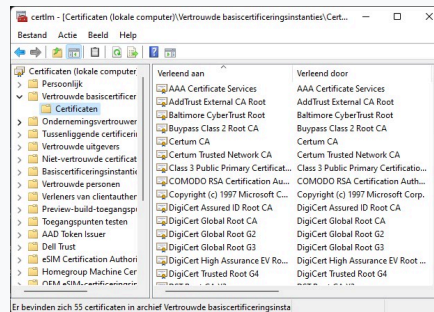 certlm - [Certificaten (lokale computer)\Vertrouwde basiscertificeringsinstanties\Cert...
Bestand Actie Beeld Help
Certificaten (lokale computer
Persoonlijk
Vertrouwde basiscertificer
Certificaten
Ondernemingsvertrouwer
Tussenliggende certificerin
Vertrouwde uitgevers
Niet-vertrouwde certificat
Basiscertificeringsinstantie
Vertrouwde personen
Verleners van clientauthen
Preview-build-toegangspu
Toegangspunten testen
AAD Token Issuer
Dell Trust
eSIM Certification Authori
Homegroup Machine Cer
OEM eSIM-certificeringsin
Verleend aan Verleend door
AAA Certificate Services AAA Certificate Services
AddTrust External CA Root AddTrust External CA Root
Baltimore CyberTrust Root Baltimore CyberTrust Root
Buypass Class 2 Root CA Buypass Class 2 Root CA
Certum CA Certum CA
Certum Trusted Network CA Certum Trusted Network CA
Class 3 Public Primary Certificat... Class 3 Public Primary Certificatio
COMODO RSA Certification Au... COMODO RSA Certification Auth...
Copyright (c) 1997 Microsoft C... Copyright (c) 1997 Microsoft Corp.
DigiCert Assured ID Root CA DigiCert Assured ID Root CA
DigiCert Global Root CA DigiCert Global Root CA
DigiCert Global Root G2 DigiCert Global Root G2
DigiCert Global Root G3 DigiCert Global Root G3
DigiCert High Assurance EV Ro... DigiCert High Assurance EV Root ...
DigiCert Trusted Root G4 DigiCert Trusted Root G4
Er bevinden zich 55 certificaten in archief Vertrouwde basiscertificeringsinsta